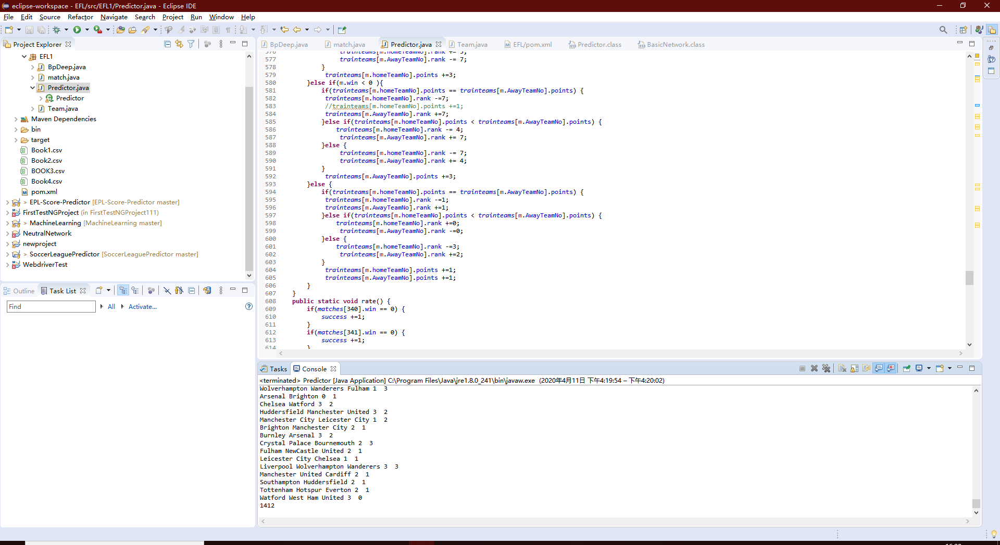 eclipse-workspace - EFL/src/EFL1/Predictor.java - Eclipse IDE
File Edit Source Refactor Navigate Search Project Run Window Help
Project Explorer
EFL1
BpDeep.java
match.java
Predictor.java
Predictor
Team.java
Maven Dependencies
bin
target
Book1.csv
Book2.csv
BOOK3.csv
Book4.csv
pom.xml
> EPL-Score-Predictor [EPL-Score-Predictor master]
FirstTestNGProject (in FirstTestNGProject111)
> MachineLearning [MachineLearning master]
NeutralNetwork
newproject
> SoccerLeaguePredictor [SoccerLeaguePredictor master]
WebdriverTest
Outline Task List
Find All Activate...
BpDeep.java match.java Predictor.java Team.java EFL/pom.xml Predictor.class BasicNetwork.class
576 trainteams[m.homeTeamNo].rank += 5;
577 trainteams[m.AwayTeamNo].rank -= 7;
578 }
579 trainteams[m.homeTeamNo].points +=3;
580 }else if(m.win < 0 ){
581 if(trainteams[m.homeTeamNo].points == trainteams[m.AwayTeamNo].points) {
582 trainteams[m.homeTeamNo].rank -=7;
583 //trainteams[m.homeTeamNo].points +=1;
584 trainteams[m.AwayTeamNo].rank +=7;
585 }else if(trainteams[m.homeTeamNo].points < trainteams[m.AwayTeamNo].points) {
586 trainteams[m.homeTeamNo].rank -= 4;
587 trainteams[m.AwayTeamNo].rank += 7;
588 }else {
589 trainteams[m.homeTeamNo].rank -= 7;
590 trainteams[m.AwayTeamNo].rank += 4;
591 }
592 trainteams[m.AwayTeamNo].points +=3;
593 }else {
594 if(trainteams[m.homeTeamNo].points == trainteams[m.AwayTeamNo].points) {
595 trainteams[m.homeTeamNo].rank -=1;
596 trainteams[m.AwayTeamNo].rank +=1;
597 }else if(trainteams[m.homeTeamNo].points < trainteams[m.AwayTeamNo].points) {
598 trainteams[m.homeTeamNo].rank +=0;
599 trainteams[m.AwayTeamNo].rank -=0;
600 }else {
601 trainteams[m.homeTeamNo].rank -=3;
602 trainteams[m.AwayTeamNo].rank +=2;
603 }
604 trainteams[m.homeTeamNo].points +=1;
605 trainteams[m.AwayTeamNo].points +=1;
606 }
607 }
608 public static void rate() {
609 if(matches[340].win == 0) {
610 success +=1;
611 }
612 if(matches[341].win == 0) {
613 success +=1;
614 }
Tasks Console
<terminated> Predictor [Java Application] C:\Program Files\Java\jre1.8.0_241\bin\javaw.exe (2020年4月11日 下午4:19:54 – 下午4:20:02)
Wolverhampton Wanderers Fulham 1 3
Arsenal Brighton 0 1
Chelsea Watford 3 2
Huddersfield Manchester United 3 2
Manchester City Leicester City 1 2
Brighton Manchester City 2 1
Burnley Arsenal 3 2
Crystal Palace Bournemouth 2 3
Fulham NewCastle United 2 1
Leicester City Chelsea 1 1
Liverpool Wolverhampton Wanderers 3 3
Manchester United Cardiff 2 1
Southampton Huddersfield 2 1
Tottenham Hotspur Everton 2 1
Watford West Ham United 3 0
1412